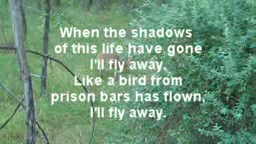 When the shadows
of this life have gone
I'll fly away,
Like a bird from
prison bars has flown,
I'll fly away.